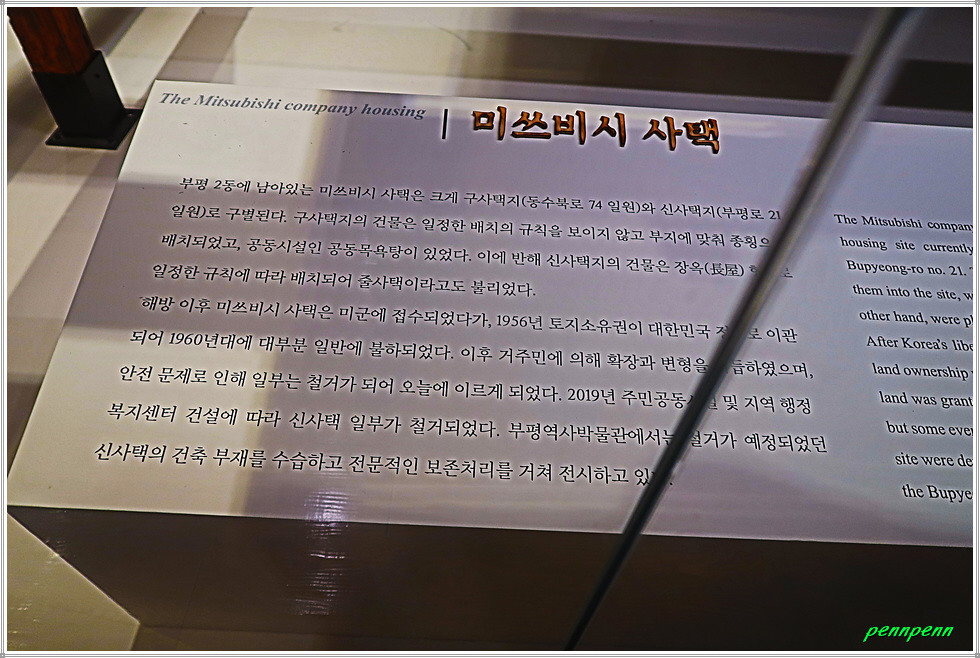 The Mitsubishi company housing
미쓰비시 사택
부평 2동에 남아있는 미쓰비시 사택은 크게 구사택지(동수북로 74 일원)와 신사택지(부평로 21
일원)로 구별된다. 구사택지의 건물은 일정한 배치의 규칙을 보이지 않고 부지에 맞춰
배치되었고, 공동시설인 공동목욕탕이 있었다. 이에 반해 신사택지의 건물은 장옥(長屋)
일정한 규칙에 따라 배치되어 줄사택이라고도 불리었다.
해방 이후 미쓰비시 사택은 미군에 접수되었다가, 1956년 토지소유권이 대한민국 이관
되어 1960년대에 대부분 일반에 불하되었다. 이후 거주민에 의해 확장과 변형을
안전 문제로 인해 일부는 철거가 되어 오늘에 이르게 되었다. 2019년 및 지역 행정
복지센터 건설에 따라 신사택 일부가 철거되었다. 부평역사박물관에서는 철거가 예정되었던
신사택의 건축 부재를 수습하고 전문적인 보존처리를 거쳐 전시하고
The Mitsubishi
housing site currently
Bupyeong-ro no. 21.
them into the site,
other hand, were
After Korea's
land ownership
land was
but some
site were
the
pennpenn